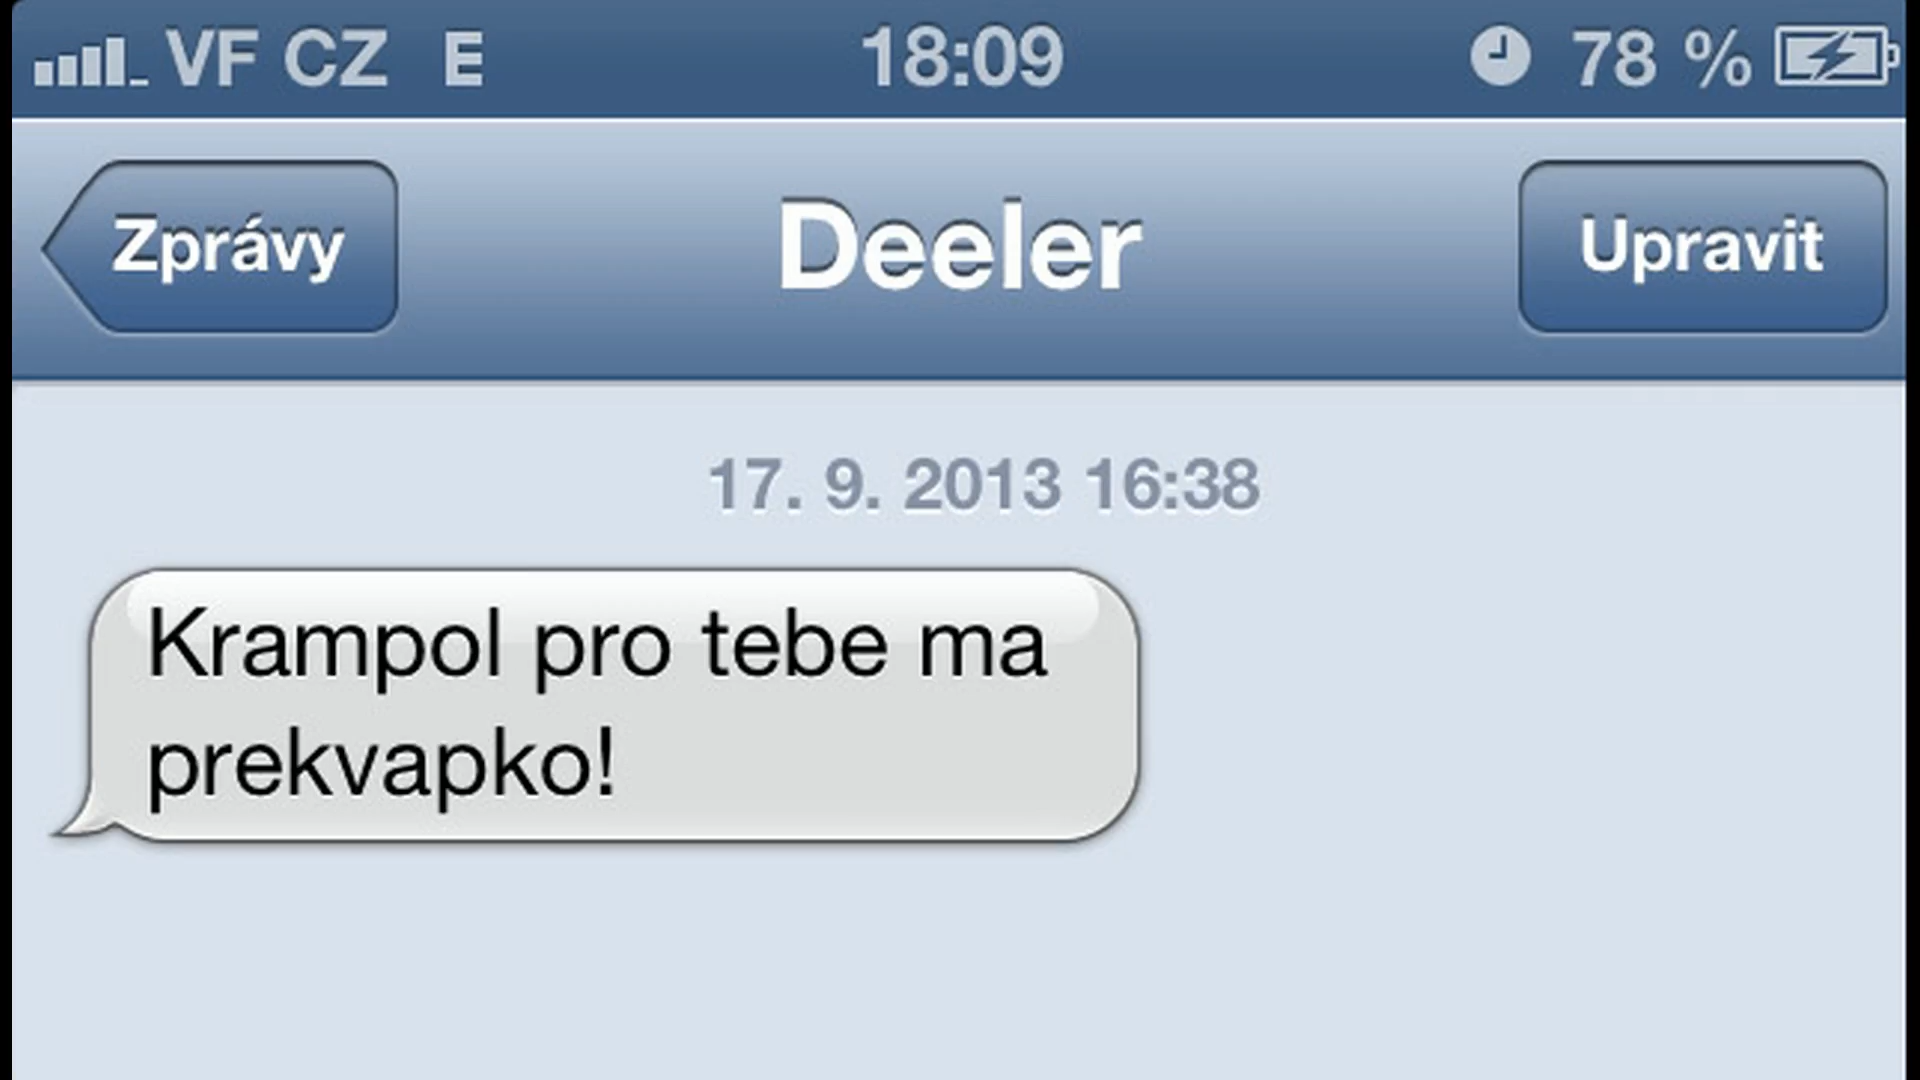 VF CZ E 18:09 78 %
Zprávy Deeler Upravit
17. 9. 2013 16:38
Krampol pro tebe ma
prekvapko!